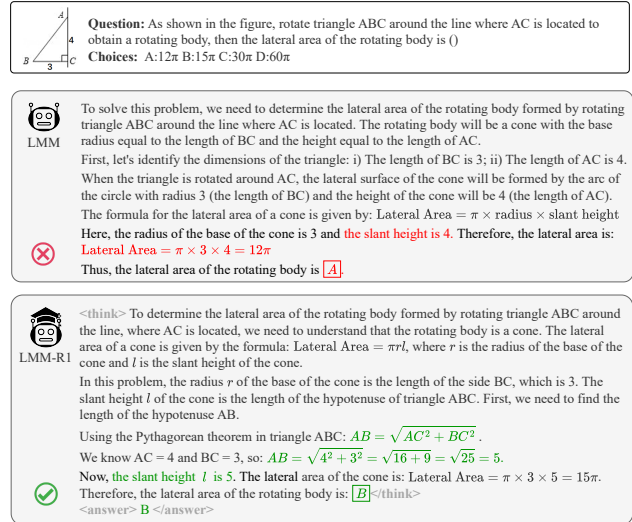 A
4
B
3
C
Question: As shown in the figure, rotate triangle ABC around the line where AC is located to
obtain a rotating body, then the lateral area of the rotating body is ()
Choices: A:12π B:15π C:30π D:60π
LMM
To solve this problem, we need to determine the lateral area of the rotating body formed by rotating
triangle ABC around the line where AC is located. The rotating body will be a cone with the base
radius equal to the length of BC and the height equal to the length of AC.
First, let's identify the dimensions of the triangle: i) The length of BC is 3; ii) The length of AC is 4.
When the triangle is rotated around AC, the lateral surface of the cone will be formed by the arc of
the circle with radius 3 (the length of BC) and the height of the cone will be 4 (the length of AC).
The formula for the lateral area of a cone is given by: Lateral Area = π × radius × slant height
Here, the radius of the base of the cone is 3 and the slant height is 4. Therefore, the lateral area is:
Lateral Area = π × 3 × 4 = 12π
Thus, the lateral area of the rotating body is A.
LMM-R1
<think> To determine the lateral area of the rotating body formed by rotating triangle ABC around
the line, where AC is located, we need to understand that the rotating body is a cone. The lateral
area of a cone is given by the formula: Lateral Area = πrl, where r is the radius of the base of the
cone and l is the slant height of the cone.
In this problem, the radius r of the base of the cone is the length of the side BC, which is 3. The
slant height l of the cone is the length of the hypotenuse of triangle ABC. First, we need to find the
length of the hypotenuse AB.
Using the Pythagorean theorem in triangle ABC: AB = √AC² + BC² .
We know AC = 4 and BC = 3, so: AB = √4² + 3² = √16 + 9 = √25 = 5.
Now, the slant height l is 5. The lateral area of the cone is: Lateral Area = π × 3 × 5 = 15π.
Therefore, the lateral area of the rotating body is: B</think>
<answer> B </answer>